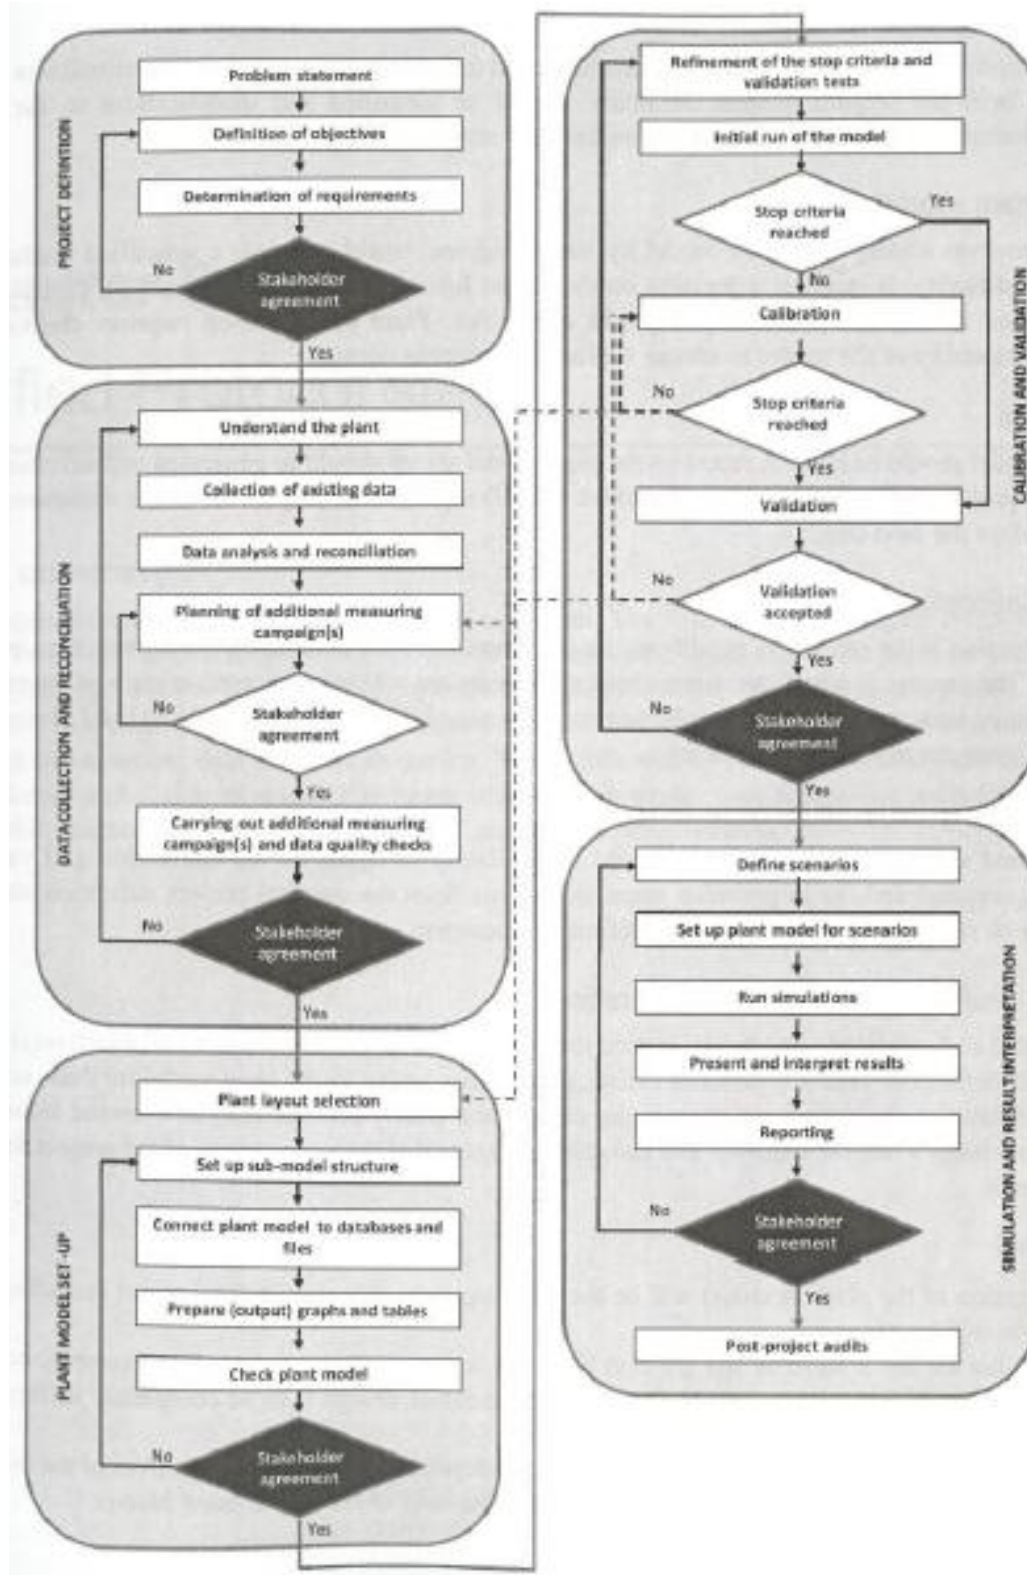 PROJECT DEFINITION
Problem statement
Definition of objectives
Determination of requirements
No
Stakeholder
agreement
Yes
DATA COLLECTION AND RECONCILIATION
Understand the plant
Collection of existing data
Data analysis and reconciliation
Planning of additional measuring
campaign(s)
No
Stakeholder
agreement
Yes
Carrying out additional measuring
campaign(s) and data quality checks
No
Stakeholder
agreement
Yes
PLANT MODEL SET-UP
Plant layout selection
Set up sub-model structure
Connect plant model to databases and
files
Prepare (output) graphs and tables
Check plant model
No
Stakeholder
agreement
Yes
CALIBRATION AND VALIDATION
Refinement of the stop criteria and
validation tests
Initial run of the model
Yes
Stop criteria
reached
No
Calibration
No
Stop criteria
reached
Yes
Validation
No
Validation
accepted
Yes
No
Stakeholder
agreement
Yes
SIMULATION AND RESULT INTERPRETATION
Define scenarios
Set up plant model for scenarios
Run simulations
Present and interpret results
Reporting
No
Stakeholder
agreement
Yes
Post-project audits